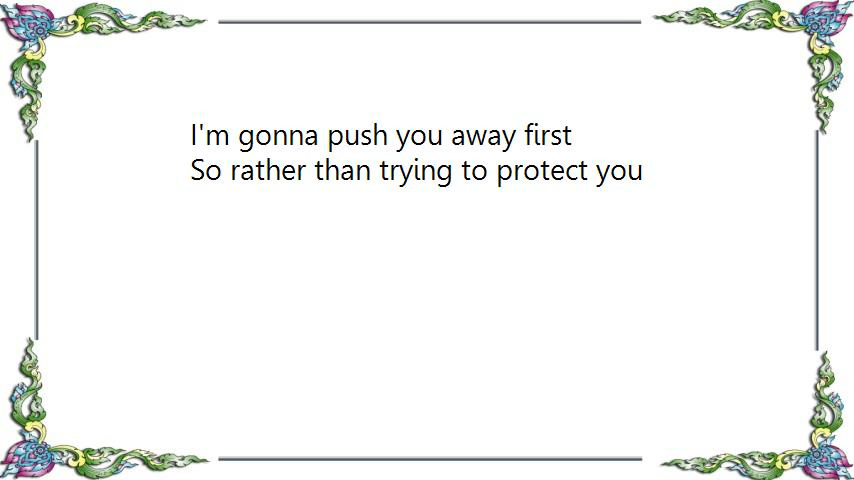 I'm gonna push you away first
So rather than trying to protect you